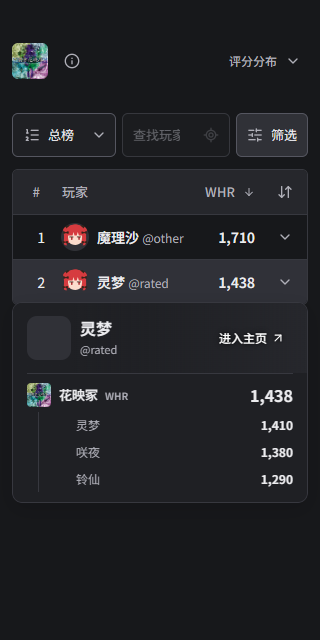 评分分布
总榜
查找玩家
筛选
# 玩家 WHR
1 魔理沙 @other 1,710
2 灵梦 @rated 1,438
灵梦
@rated
进入主页
花映冢 WHR 1,438
灵梦 1,410
咲夜 1,380
铃仙 1,290